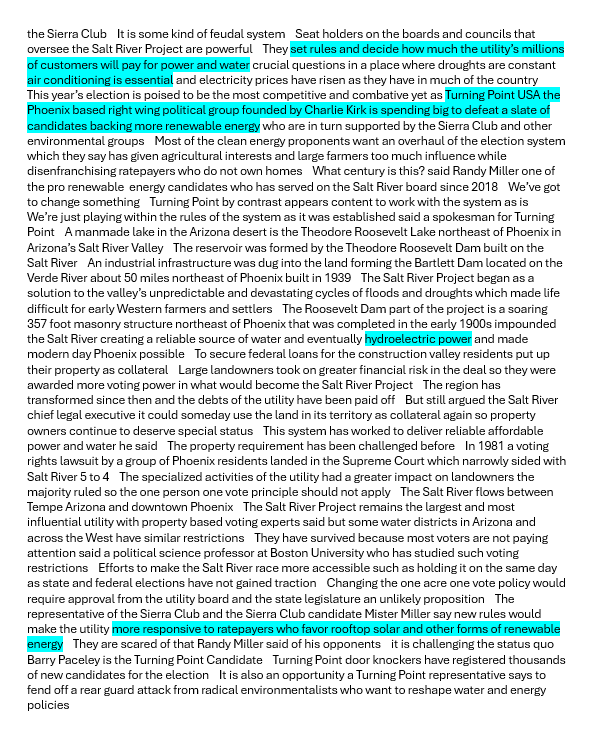 the Sierra Club   It is some kind of feudal system   Seat holders on the boards and councils that
oversee the Salt River Project are powerful   They set rules and decide how much the utility's millions
of customers will pay for power and water crucial questions in a place where droughts are constant
air conditioning is essential and electricity prices have risen as they have in much of the country
This year's election is poised to be the most competitive and combative yet as Turning Point USA the
Phoenix based right wing political group founded by Charlie Kirk is spending big to defeat a slate of
candidates backing more renewable energy who are in turn supported by the Sierra Club and other
environmental groups   Most of the clean energy proponents want an overhaul of the election system
which they say has given agricultural interests and large farmers too much influence while
disenfranchising ratepayers who do not own homes   What century is this? said Randy Miller one of
the pro renewable  energy candidates who has served on the Salt River board since 2018   We've got
to change something   Turning Point by contrast appears content to work with the system as is
We're just playing within the rules of the system as it was established said a spokesman for Turning
Point   A manmade lake in the Arizona desert is the Theodore Roosevelt Lake northeast of Phoenix in
Arizona's Salt River Valley   The reservoir was formed by the Theodore Roosevelt Dam built on the
Salt River   An industrial infrastructure was dug into the land forming the Bartlett Dam located on the
Verde River about 50 miles northeast of Phoenix built in 1939   The Salt River Project began as a
solution to the valley's unpredictable and devastating cycles of floods and droughts which made life
difficult for early Western farmers and settlers   The Roosevelt Dam part of the project is a soaring
357 foot masonry structure northeast of Phoenix that was completed in the early 1900s impounded
the Salt River creating a reliable source of water and eventually hydroelectric power and made
modern day Phoenix possible   To secure federal loans for the construction valley residents put up
their property as collateral   Large landowners took on greater financial risk in the deal so they were
awarded more voting power in what would become the Salt River Project   The region has
transformed since then and the debts of the utility have been paid off   But still argued the Salt River
chief legal executive it could someday use the land in its territory as collateral again so property
owners continue to deserve special status   This system has worked to deliver reliable affordable
power and water he said   The property requirement has been challenged before   In 1981 a voting
rights lawsuit by a group of Phoenix residents landed in the Supreme Court which narrowly sided with
Salt River 5 to 4   The specialized activities of the utility had a greater impact on landowners the
majority ruled so the one person one vote principle should not apply   The Salt River flows between
Tempe Arizona and downtown Phoenix   The Salt River Project remains the largest and most
influential utility with property based voting experts said but some water districts in Arizona and
across the West have similar restrictions   They have survived because most voters are not paying
attention said a political science professor at Boston University who has studied such voting
restrictions   Efforts to make the Salt River race more accessible such as holding it on the same day
as state and federal elections have not gained traction   Changing the one acre one vote policy would
require approval from the utility board and the state legislature an unlikely proposition   The
representative of the Sierra Club and the Sierra Club candidate Mister Miller say new rules would
make the utility more responsive to ratepayers who favor rooftop solar and other forms of renewable
energy   They are scared of that Randy Miller said of his opponents   it is challenging the status quo
Barry Paceley is the Turning Point Candidate   Turning Point door knockers have registered thousands
of new candidates for the election   It is also an opportunity a Turning Point representative says to
fend off a rear guard attack from radical environmentalists who want to reshape water and energy
policies